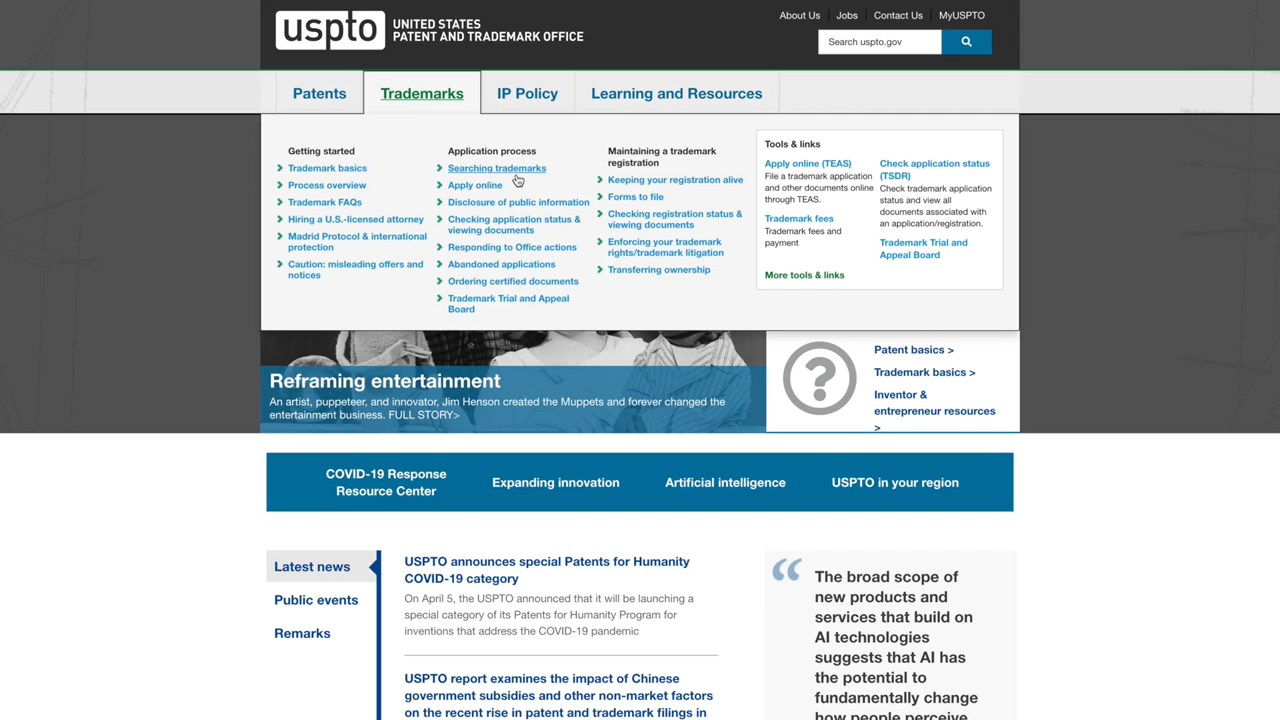 uspto
UNITED STATES
PATENT AND TRADEMARK OFFICE
About Us
Jobs
Contact Us
MyUSPTO
Search uspto.gov
Patents
Trademarks
IP Policy
Learning and Resources
Getting started
Trademark basics
Process overview
Trademark FAQs
Hiring a U.S.-licensed attorney
Madrid Protocol & international
protection
Caution: misleading offers and
notices
Application process
Searching trademarks
Apply online
Disclosure of public information
Checking application status &
viewing documents
Responding to Office actions
Abandoned applications
Ordering certified documents
Trademark Trial and Appeal
Board
Maintaining a trademark
registration
Keeping your registration alive
Forms to file
Checking registration status &
viewing documents
Enforcing your trademark
rights/trademark litigation
Transferring ownership
Tools & links
Apply online (TEAS)
File a trademark application
and other documents online
through TEAS.
Trademark fees
Trademark fees and
payment
More tools & links
Check application status
(TSDR)
Check trademark application
status and view all
documents associated with
an application/registration.
Trademark Trial and
Appeal Board
Reframing entertainment
An artist, puppeteer, and innovator, Jim Henson created the Muppets and forever changed the
entertainment business. FULL STORY>
?
Patent basics >
Trademark basics >
Inventor &
entrepreneur resources
>
COVID-19 Response
Resource Center
Expanding innovation
Artificial intelligence
USPTO in your region
Latest news
Public events
Remarks
USPTO announces special Patents for Humanity
COVID-19 category
On April 5, the USPTO announced that it will be launching a
special category of its Patents for Humanity Program for
inventions that address the COVID-19 pandemic
USPTO report examines the impact of Chinese
government subsidies and other non-market factors
on the recent rise in patent and trademark filings in
“
The broad scope of
new products and
services that build on
AI technologies
suggests that AI has
the potential to
fundamentally change
how people perceive